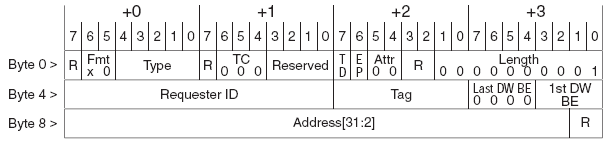 +0 +1 +2 +3
7 6 5 4 3 2 1 0 7 6 5 4 3 2 1 0 7 6 5 4 3 2 1 0 7 6 5 4 3 2 1 0
Byte 0 > R Fmt Type R TC Reserved T E Attr R Length
x 0 0 0 0 D P 0 0 0 0 0 0 0 0 0 0 0 1
Byte 4 > Requester ID Tag Last DW BE 1st DW
0 0 0 0 BE
Byte 8 > Address[31:2] R